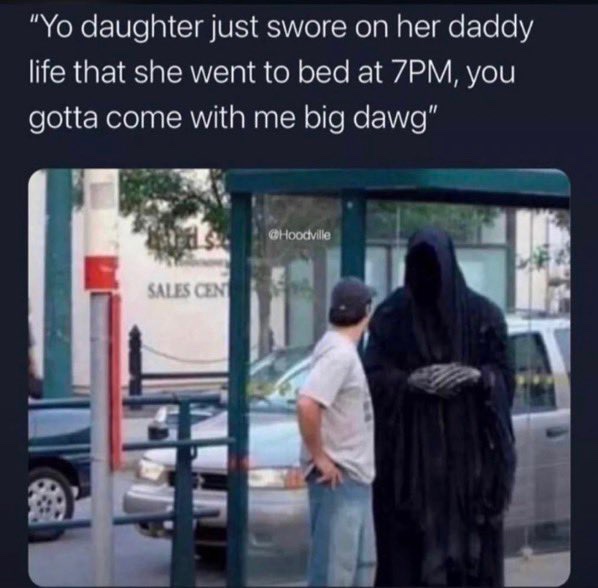 “Yo daughter just swore on her daddy
life that she went to bed at 7PM, you
gotta come with me big dawg”
@Hoodville
SALES CEN